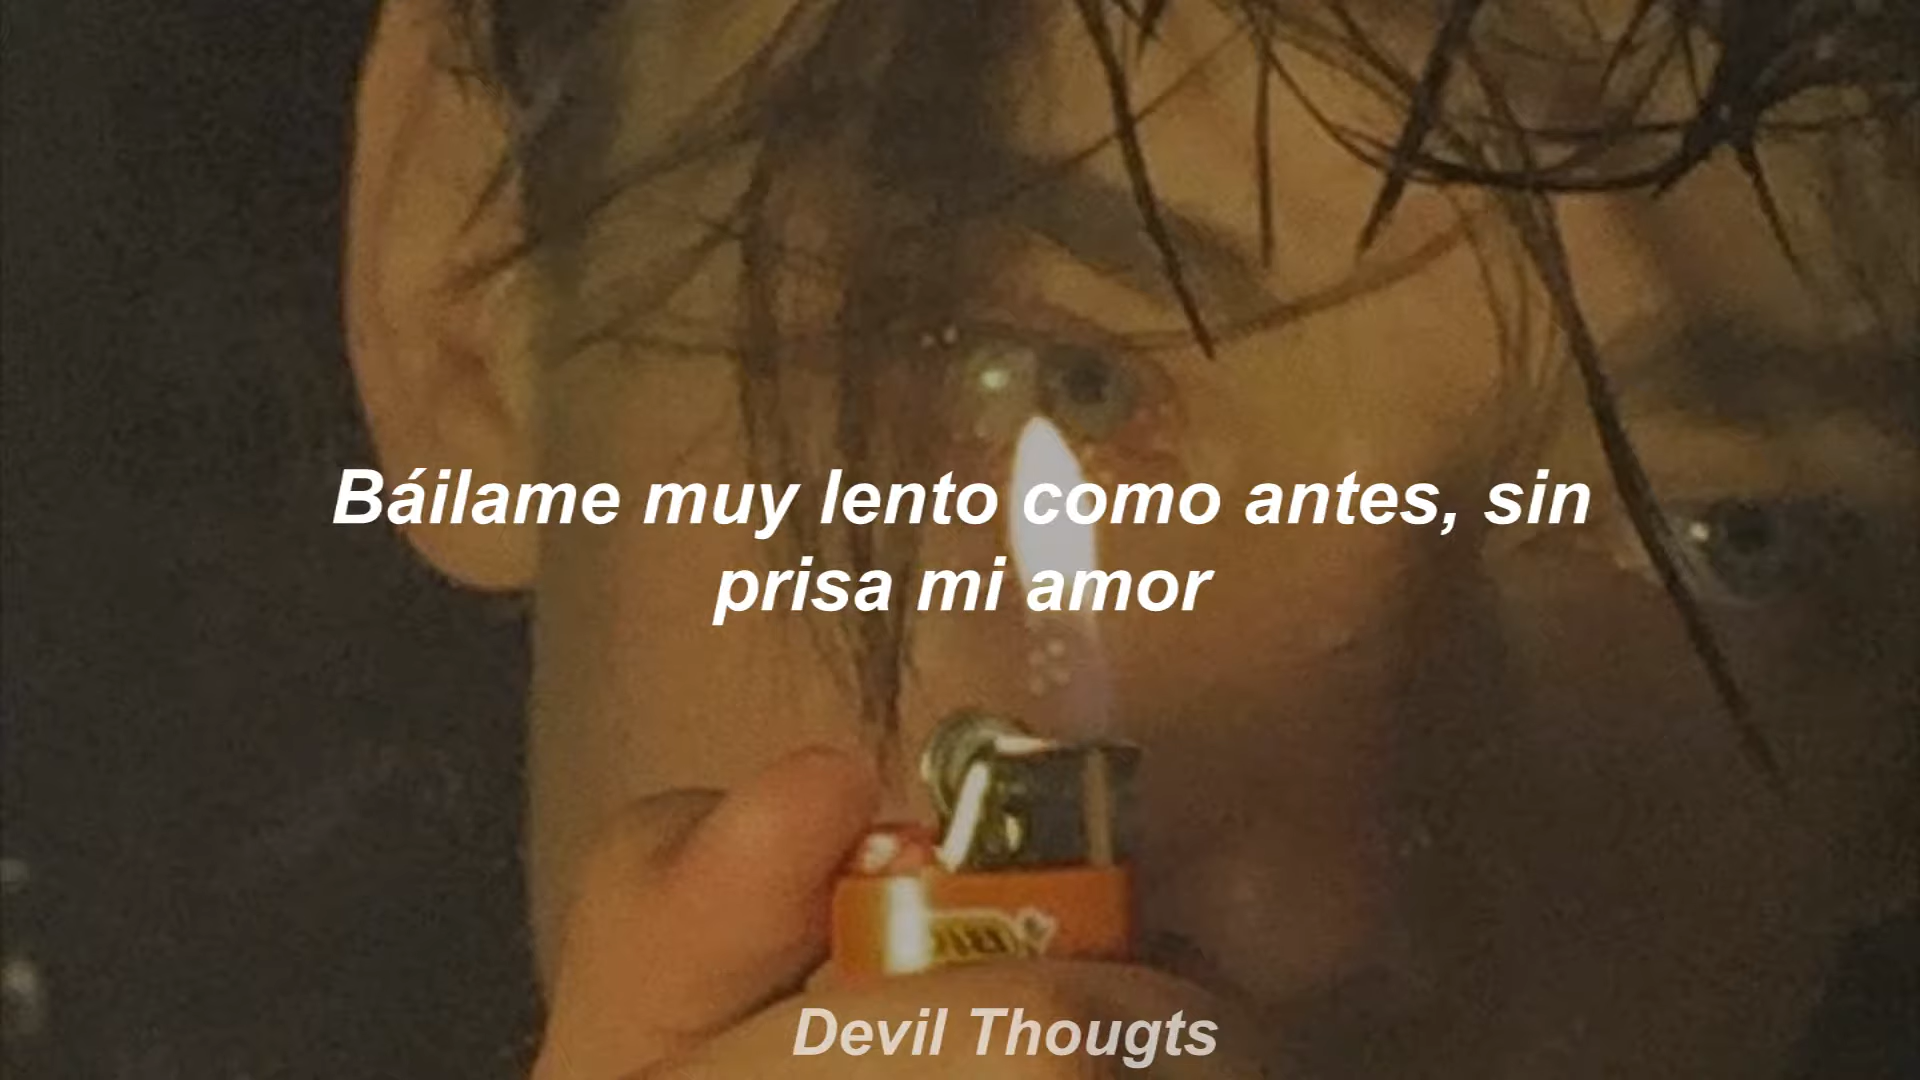 Báilame muy lento como antes, sin
prisa mi amor
Devil Thougts